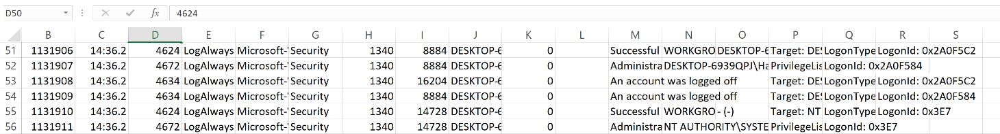 D50 fx 4624
B C D E F G H I J K L M N O P Q R S
51 1131906 14:36.2 4624 LogAlways Microsoft- Security 1340 8884 DESKTOP-6 0 Successful WORKGRO DESKTOP-6 Target: DES LogonType LogonId: 0x2A0F5C2
52 1131907 14:36.2 4672 LogAlways Microsoft- Security 1340 8884 DESKTOP-6 0 Administra DESKTOP-6939QPJ\Ha PrivilegeLis LogonId: 0x2A0F584
53 1131908 14:36.2 4634 LogAlways Microsoft- Security 1340 16204 DESKTOP-6 0 An account was logged off Target: DES LogonType LogonId: 0x2A0F5C2
54 1131909 14:36.2 4634 LogAlways Microsoft- Security 1340 8884 DESKTOP-6 0 An account was logged off Target: DES LogonType LogonId: 0x2A0F584
55 1131910 14:36.2 4624 LogAlways Microsoft- Security 1340 14728 DESKTOP-6 0 Successful WORKGRO - (-) Target: NT LogonType LogonId: 0x3E7
56 1131911 14:36.2 4672 LogAlways Microsoft- Security 1340 14728 DESKTOP-6 0 Administra NT AUTHORITY\SYSTE PrivilegeLis LogonId: 0x3E7